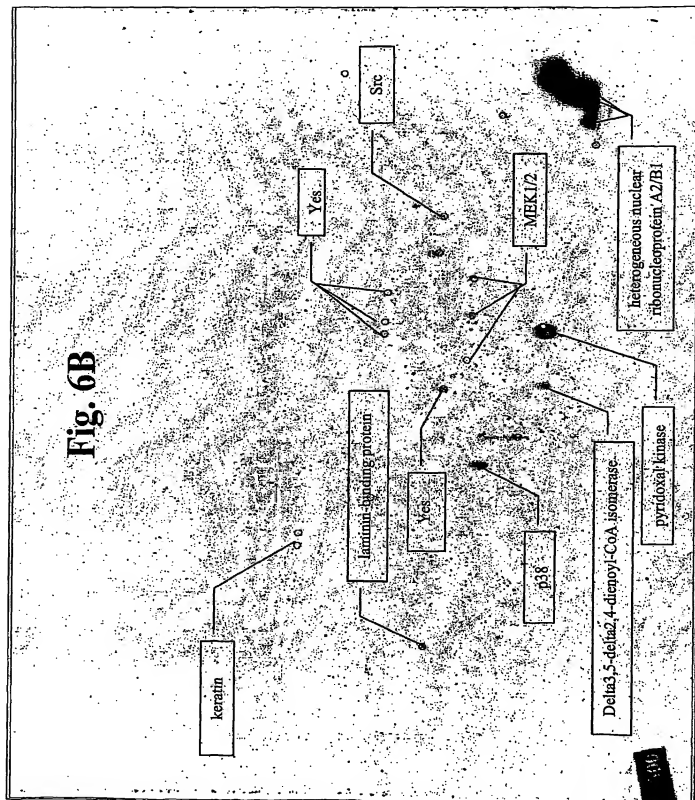 Fig. 6B
keratin
laminin-binding protein
Yes
Yes
Src
p38
MEK1/2
Delta3,5-delta2,4-dienoyl-CoA isomerase
pyridoxal kinase
heterogeneous nuclear
ribonucleoprotein A2/B1